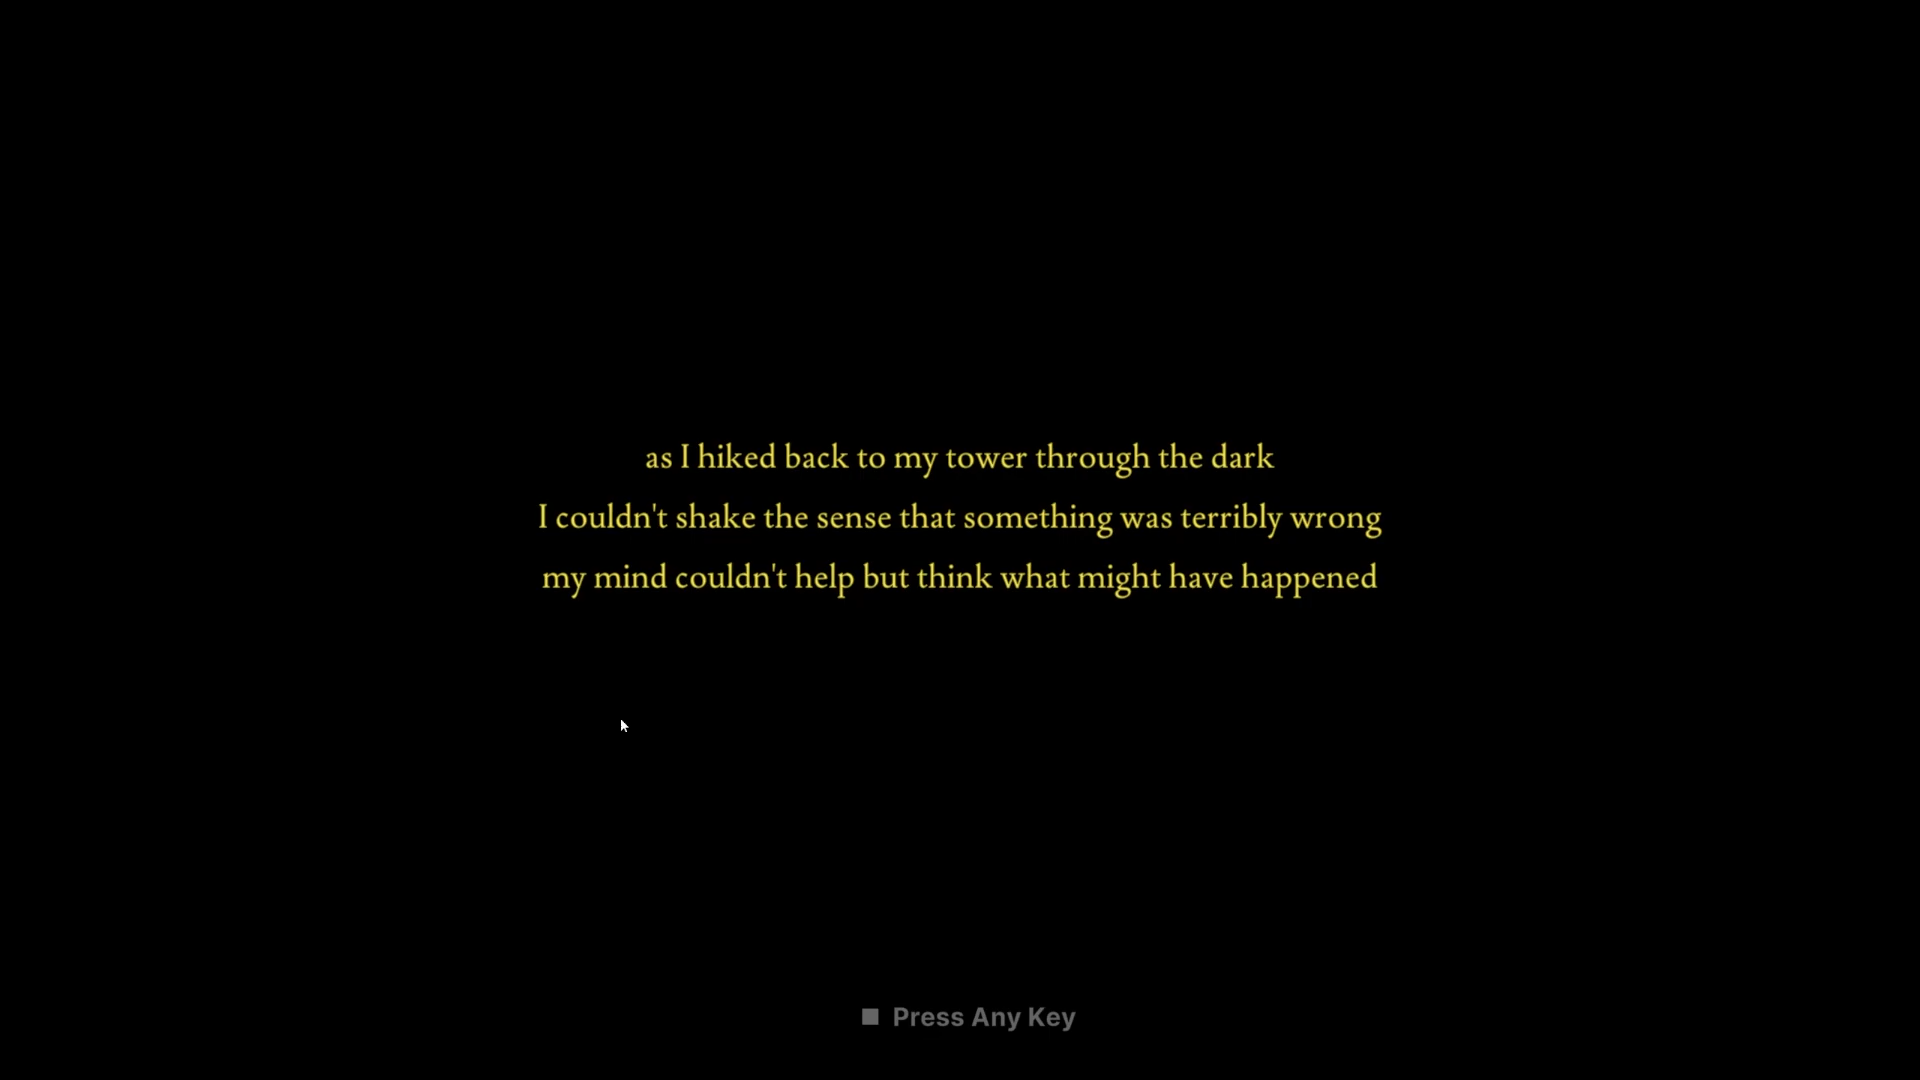 as I hiked back to my tower through the dark
I couldn't shake the sense that something was terribly wrong
my mind couldn't help but think what might have happened
Press Any Key